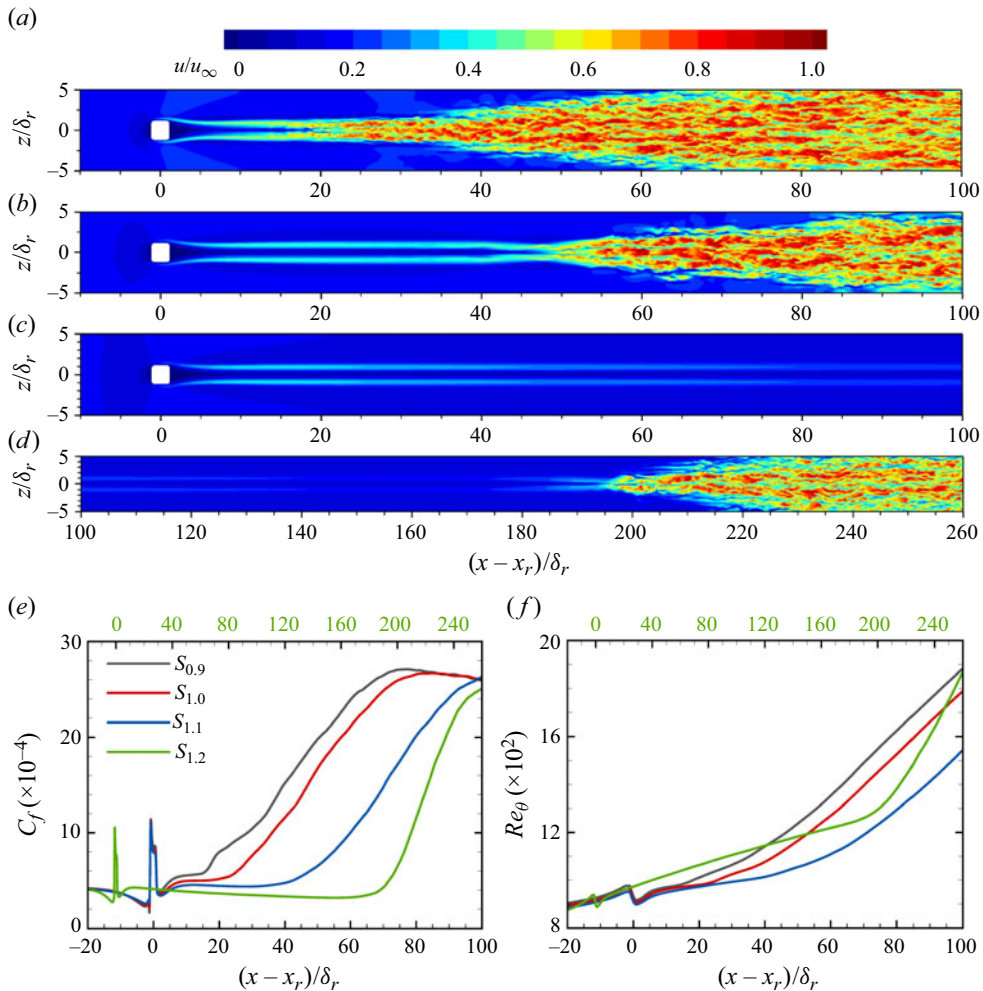 (a)
u/u∞ 0 0.2 0.4 0.6 0.8 1.0
z/δr 5 0 −5
0 20 40 60 80 100
(b)
z/δr 5 0 −5
0 20 40 60 80 100
(c)
z/δr 5 0 −5
0 20 40 60 80 100
(d)
z/δr 5 0 −5
100 120 140 160 180 200 220 240 260
(x − xr)/δr
(e)
0 40 80 120 160 200 240
Cf (×10−4)
30
20
10
0
S0.9
S1.0
S1.1
S1.2
−20 0 20 40 60 80 100
(x − xr)/δr
(f)
0 40 80 120 160 200 240
Reθ (×102)
20
16
12
8
−20 0 20 40 60 80 100
(x − xr)/δr